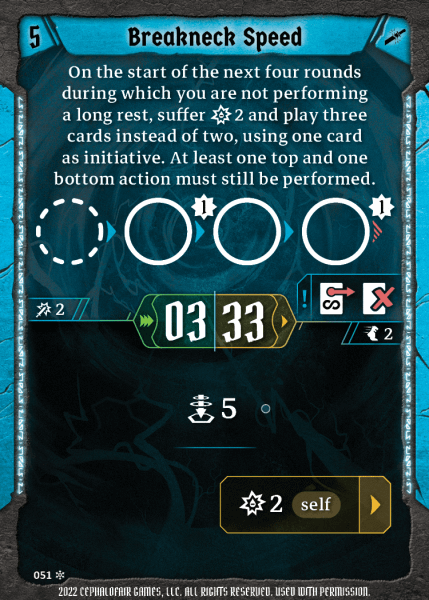 5
Breakneck Speed
On the start of the next four rounds
during which you are not performing
a long rest, suffer 2 and play three
cards instead of two, using one card
as initiative. At least one top and one
bottom action must still be performed.
1
1
!
2
03 33
2
5
2 self
051
2022 CEPHALOFAIR GAMES, LLC. ALL RIGHTS RESERVED. USED WITH PERMISSION.